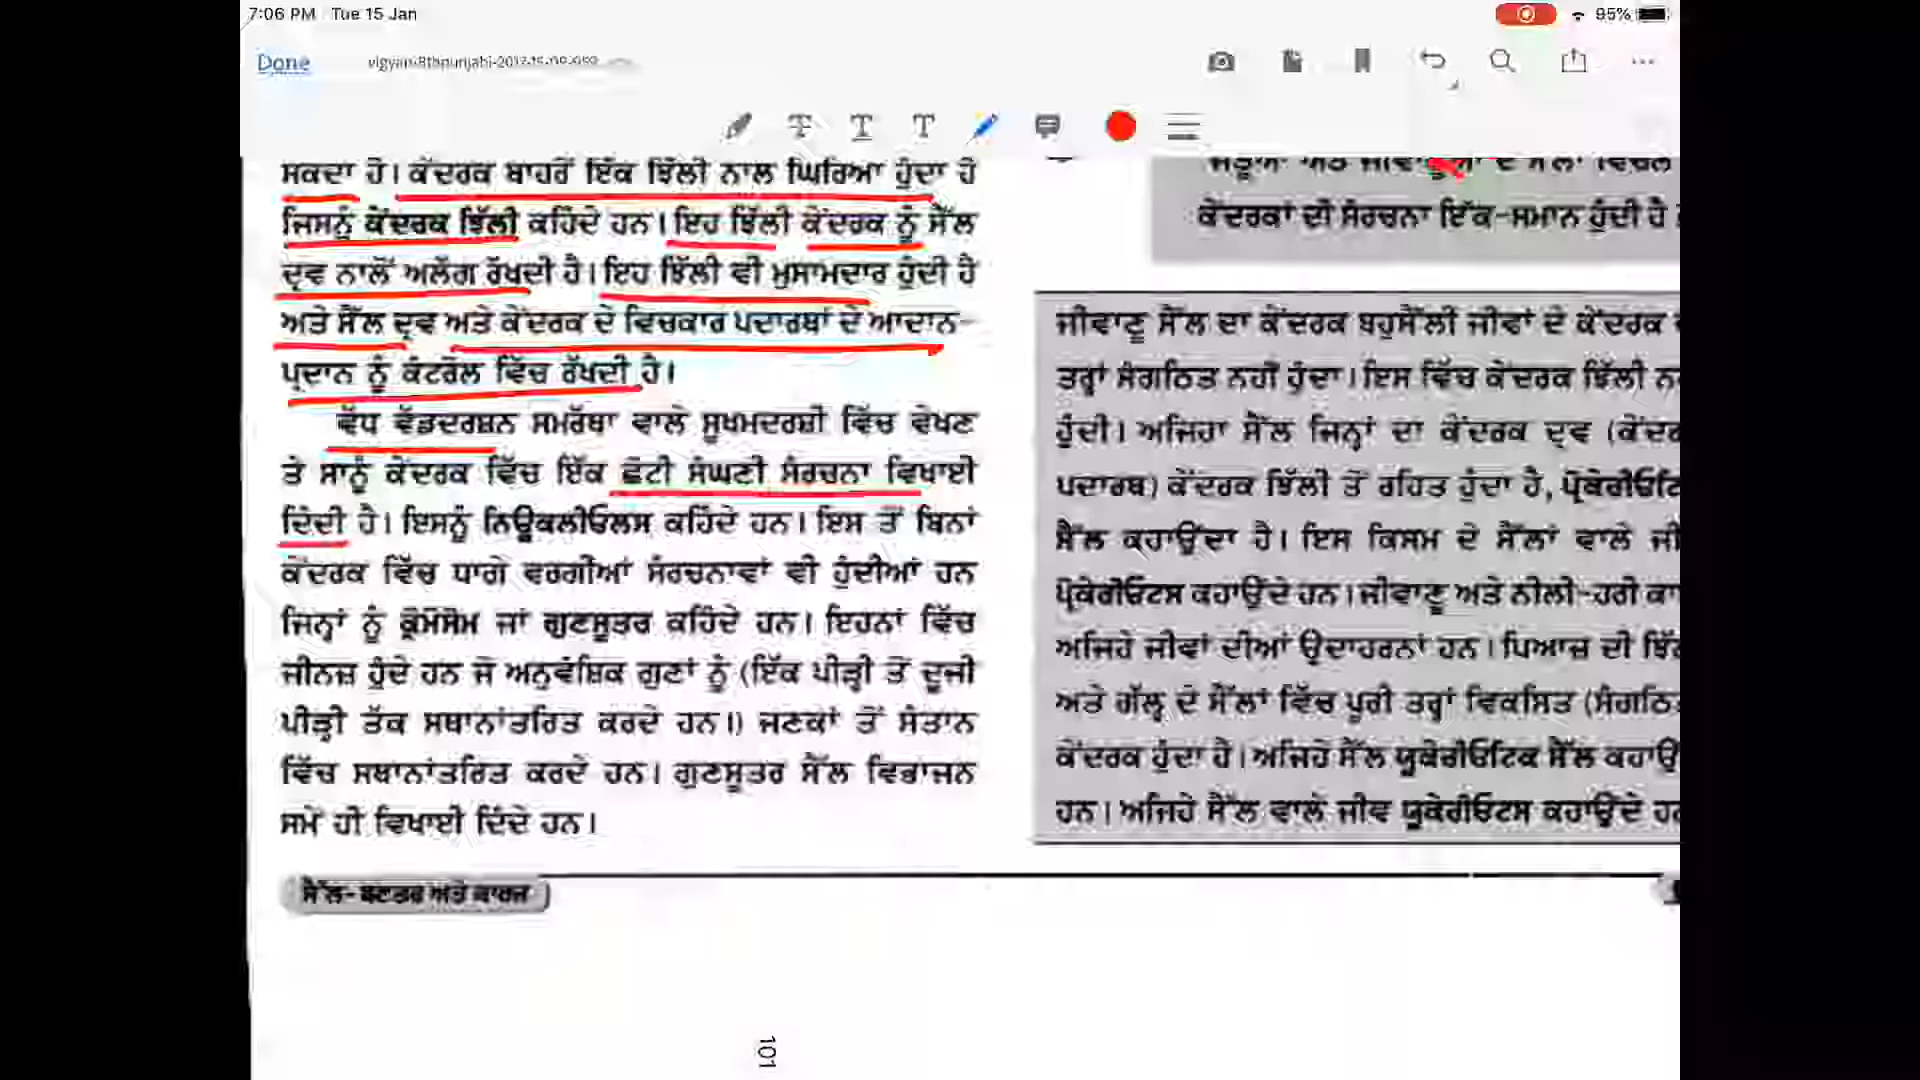 7:06 PM Tue 15 Jan
95%
Done
ਸਕਦਾ ਹੈ। ਕੇਂਦਰਕ ਬਾਹਰੋਂ ਇੱਕ ਝਿੱਲੀ ਨਾਲ ਘਿਰਿਆ ਹੁੰਦਾ ਹੈ
ਜਿਸਨੂੰ ਕੇਂਦਰਕ ਝਿੱਲੀ ਕਹਿੰਦੇ ਹਨ। ਇਹ ਝਿੱਲੀ ਕੇਂਦਰਕ ਨੂੰ ਸੈੱਲ
ਦ੍ਰਵ ਨਾਲੋਂ ਅਲੱਗ ਰੱਖਦੀ ਹੈ। ਇਹ ਝਿੱਲੀ ਵੀ ਮੁਸਾਮਦਾਰ ਹੁੰਦੀ ਹੈ
ਅਤੇ ਸੈੱਲ ਦ੍ਰਵ ਅਤੇ ਕੇਂਦਰਕ ਦੇ ਵਿਚਕਾਰ ਪਦਾਰਥਾਂ ਦੇ ਆਦਾਨ-
ਪ੍ਰਦਾਨ ਨੂੰ ਕੰਟਰੋਲ ਵਿੱਚ ਰੱਖਦੀ ਹੈ।
ਵੱਧ ਵੱਡਦਰਸ਼ਨ ਸਮਰੱਥਾ ਵਾਲੇ ਸੂਖਮਦਰਸ਼ੀ ਵਿੱਚ ਵੇਖਣ
ਤੇ ਸਾਨੂੰ ਕੇਂਦਰਕ ਵਿੱਚ ਇੱਕ ਛੋਟੀ ਸੰਘਣੀ ਸੰਰਚਨਾ ਵਿਖਾਈ
ਦਿੰਦੀ ਹੈ। ਇਸਨੂੰ ਨਿਊਕਲੀਓਲਸ ਕਹਿੰਦੇ ਹਨ। ਇਸ ਤੋਂ ਬਿਨਾਂ
ਕੇਂਦਰਕ ਵਿੱਚ ਧਾਗੇ ਵਰਗੀਆਂ ਸੰਰਚਨਾਵਾਂ ਵੀ ਹੁੰਦੀਆਂ ਹਨ
ਜਿਨ੍ਹਾਂ ਨੂੰ ਕ੍ਰੋਮੋਸੋਮ ਜਾਂ ਗੁਣਸੂਤਰ ਕਹਿੰਦੇ ਹਨ। ਇਹਨਾਂ ਵਿੱਚ
ਜੀਨਜ਼ ਹੁੰਦੇ ਹਨ ਜੋ ਅਨੁਵੰਸ਼ਿਕ ਗੁਣਾਂ ਨੂੰ (ਇੱਕ ਪੀੜ੍ਹੀ ਤੋਂ ਦੂਜੀ
ਪੀੜ੍ਹੀ ਤੱਕ ਸਥਾਨਾਂਤਰਿਤ ਕਰਦੇ ਹਨ।) ਜਣਕਾਂ ਤੋਂ ਸੰਤਾਨ
ਵਿੱਚ ਸਥਾਨਾਂਤਰਿਤ ਕਰਦੇ ਹਨ। ਗੁਣਸੂਤਰ ਸੈੱਲ ਵਿਭਾਜਨ
ਸਮੇਂ ਹੀ ਵਿਖਾਈ ਦਿੰਦੇ ਹਨ।
ਸੈੱਲ- ਬਣਤਰ ਅਤੇ ਕਾਰਜ
ਕੇਂਦਰਕਾਂ ਦੀ ਸੰਰਚਨਾ ਇੱਕ-ਸਮਾਨ ਹੁੰਦੀ ਹੈ
ਜੀਵਾਣੂ ਸੈੱਲ ਦਾ ਕੇਂਦਰਕ ਬਹੁਸੈੱਲੀ ਜੀਵਾਂ ਦੇ ਕੇਂਦਰਕ
ਤਰ੍ਹਾਂ ਸੰਗਠਿਤ ਨਹੀਂ ਹੁੰਦਾ। ਇਸ ਵਿੱਚ ਕੇਂਦਰਕ ਝਿੱਲੀ
ਹੁੰਦੀ। ਅਜਿਹਾ ਸੈੱਲ ਜਿਨ੍ਹਾਂ ਦਾ ਕੇਂਦਰਕ ਦ੍ਰਵ
ਪਦਾਰਥ) ਕੇਂਦਰਕ ਝਿੱਲੀ ਤੋਂ ਰਹਿਤ ਹੁੰਦਾ ਹੈ,
ਸੈੱਲ ਕਹਾਉਂਦਾ ਹੈ। ਇਸ ਕਿਸਮ ਦੇ ਸੈੱਲਾਂ ਵਾਲੇ
ਪ੍ਰੋਕੇਰੀਓਟਸ ਕਹਾਉਂਦੇ ਹਨ। ਜੀਵਾਣੂ ਅਤੇ ਨੀਲੀ-ਹਰੀ
ਅਜਿਹੇ ਜੀਵਾਂ ਦੀਆਂ ਉਦਾਹਰਨਾਂ ਹਨ। ਪਿਆਜ਼ ਦੀ
ਅਤੇ ਗੱਲ੍ਹ ਦੇ ਸੈੱਲਾਂ ਵਿੱਚ ਪੂਰੀ ਤਰ੍ਹਾਂ ਵਿਕਸਿਤ
ਕੇਂਦਰਕ ਹੁੰਦਾ ਹੈ। ਅਜਿਹੇ ਸੈੱਲ ਯੂਕੇਰੀਓਟਿਕ ਸੈੱਲ
ਹਨ। ਅਜਿਹੇ ਸੈੱਲ ਵਾਲੇ ਜੀਵ ਯੂਕੇਰੀਓਟਸ ਕਹਾਉਂਦੇ
101